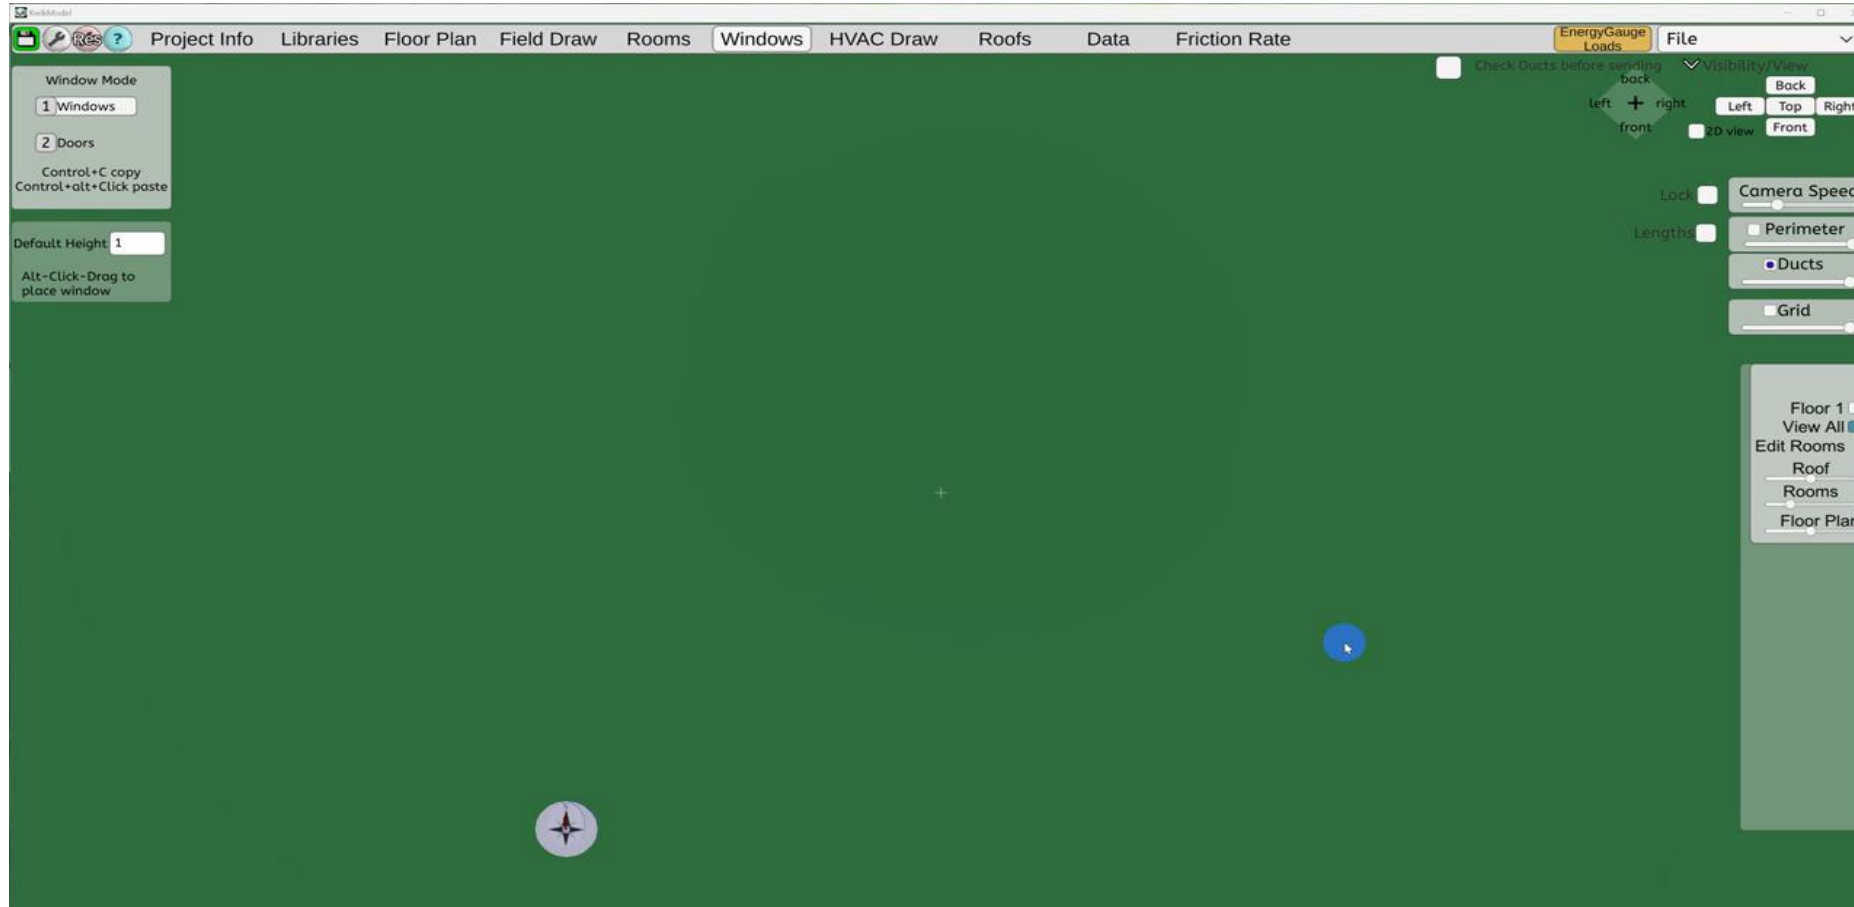 KwikModel
Res ? Project Info Libraries Floor Plan Field Draw Rooms Windows HVAC Draw Roofs Data Friction Rate EnergyGauge Loads File
Window Mode
1 Windows
2 Doors
Control+C copy
Control+alt+Click paste
Default Height 1
Alt-Click-Drag to
place window
Check Ducts before sending
Visibility/View
back
left right
front
Back
Left Top Right
2D view Front
Lock
Camera Speed
Lengths
Perimeter
Ducts
Grid
Floor 1
View All
Edit Rooms
Roof
Rooms
Floor Plan